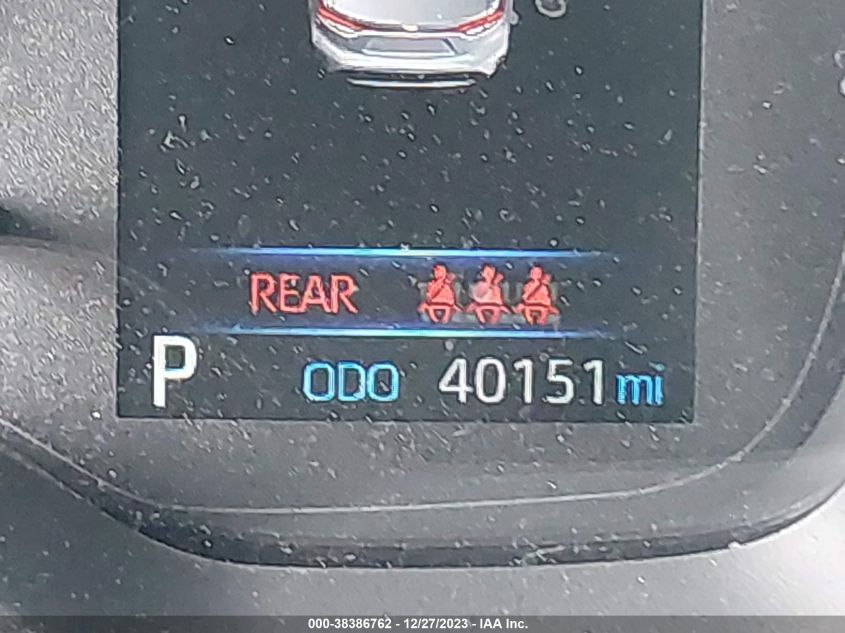 REAR
P ODO 40151 mi
000-38386762 - 12/27/2023 - IAA Inc.